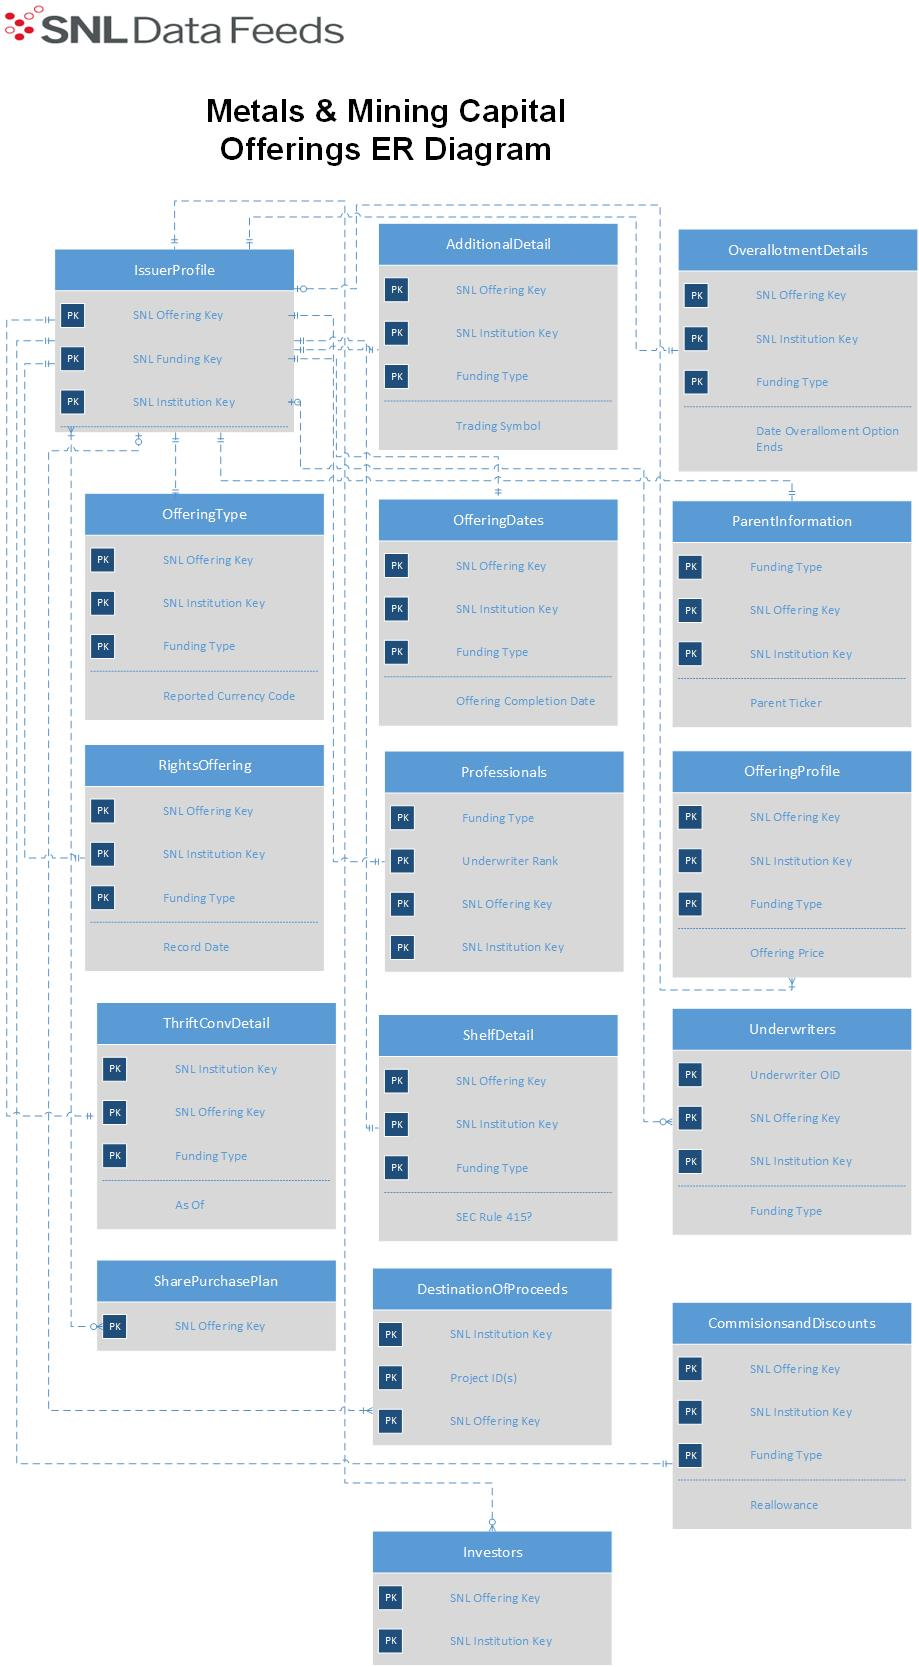 SNL Data Feeds
Metals & Mining Capital
Offerings ER Diagram
IssuerProfile
PK SNL Offering Key
PK SNL Funding Key
PK SNL Institution Key
AdditionalDetail
PK SNL Offering Key
PK SNL Institution Key
PK Funding Type
Trading Symbol
OverallotmentDetails
PK SNL Offering Key
PK SNL Institution Key
PK Funding Type
Date Overalloment Option
Ends
OfferingType
PK SNL Offering Key
PK SNL Institution Key
PK Funding Type
Reported Currency Code
OfferingDates
PK SNL Offering Key
PK SNL Institution Key
PK Funding Type
Offering Completion Date
ParentInformation
PK Funding Type
PK SNL Offering Key
PK SNL Institution Key
Parent Ticker
RightsOffering
PK SNL Offering Key
PK SNL Institution Key
PK Funding Type
Record Date
Professionals
PK Funding Type
PK Underwriter Rank
PK SNL Offering Key
PK SNL Institution Key
OfferingProfile
PK SNL Offering Key
PK SNL Institution Key
PK Funding Type
Offering Price
ThriftConvDetail
PK SNL Institution Key
PK SNL Offering Key
PK Funding Type
As Of
ShelfDetail
PK SNL Offering Key
PK SNL Institution Key
PK Funding Type
SEC Rule 415?
Underwriters
PK Underwriter OID
PK SNL Offering Key
PK SNL Institution Key
Funding Type
SharePurchasePlan
PK SNL Offering Key
DestinationOfProceeds
PK SNL Institution Key
PK Project ID(s)
PK SNL Offering Key
CommisionsandDiscounts
PK SNL Offering Key
PK SNL Institution Key
PK Funding Type
Reallowance
Investors
PK SNL Offering Key
PK SNL Institution Key